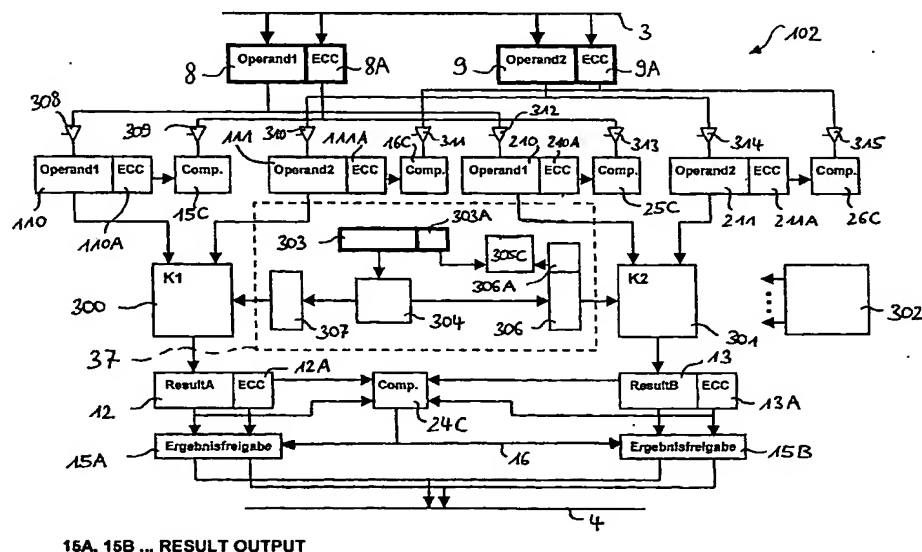 3
102
8 Operand1 ECC 8A
9 Operand2 ECC 9A
308 309 310 311 312 313 314 315
111 111A 16C 210 210A
Operand1 ECC Comp. Operand2 ECC Comp. Operand1 ECC Comp. Operand2 ECC Comp.
110 110A 15C 25C 211 211A 26C
303 303A
305C
306A
K1 K2
300 307 304 306 301 302
37
12A 13
ResultA ECC Comp. ResultB ECC
12 24C 13A
Ergebnisfreigabe Ergebnisfreigabe
15A 16 15B
4
15A, 15B ... RESULT OUTPUT